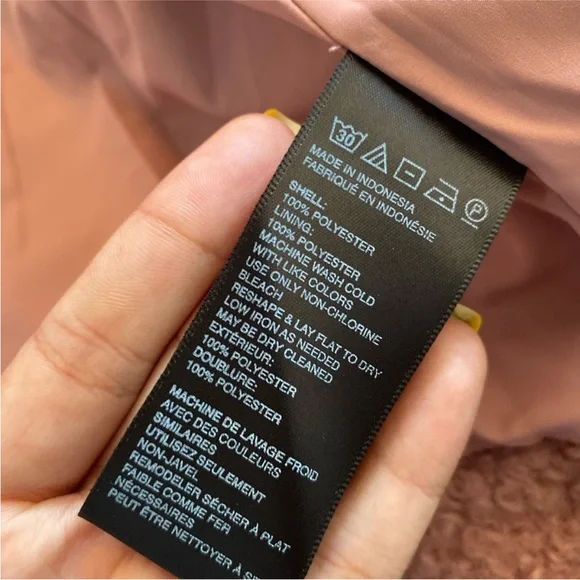 30
P
MADE IN INDONESIA
FABRIQUÉ EN INDONÉSIE
SHELL:
100% POLYESTER
LINING:
100% POLYESTER
MACHINE WASH COLD
WITH LIKE COLORS
USE ONLY NON-CHLORINE
BLEACH
RESHAPE & LAY FLAT TO DRY
LOW IRON AS NEEDED
MAY BE DRY CLEANED
EXTÉRIEUR:
100% POLYESTER
DOUBLURE:
100% POLYESTER
MACHINE DE LAVAGE FROID
AVEC DES COULEURS
SIMILAIRES
UTILISEZ SEULEMENT
NON-JAVEL
REMODELER SÉCHER À PLAT
FAIBLE COMME FER
NÉCESSAIRES
PEUT ÊTRE NETTOYER À